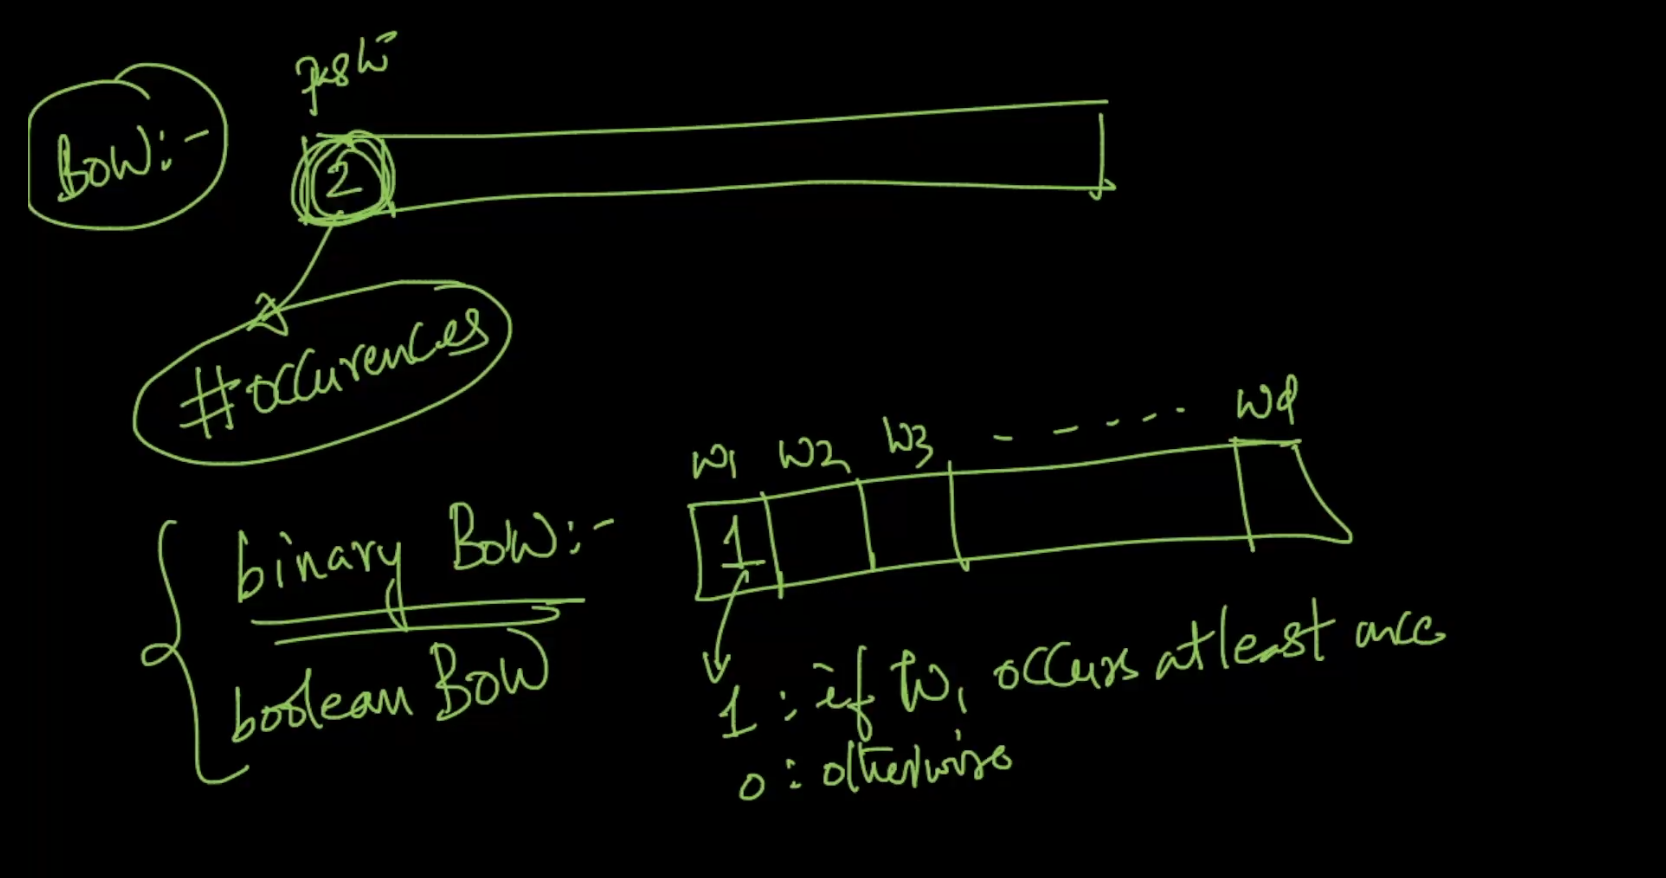 BOW:-
2
#occurences
w1 w2 w3 - - - . . . wd
binary BOW:-
1
boolean BOW
1 : if w1 occurs atleast once
0 : otherwise